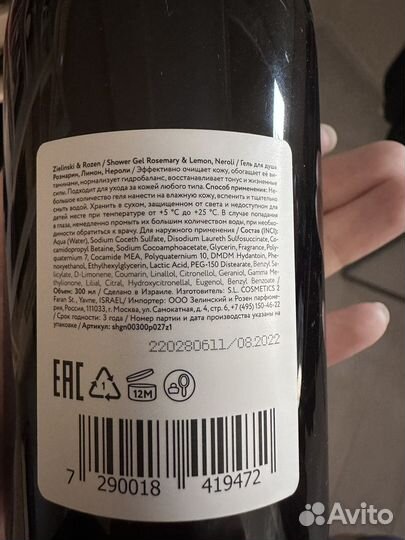 Zielinski & Rozen / Shower Gel Rosemary & Lemon, Neroli / Гель для душа
Розмарин, Лимон, Нероли / Эффективно очищает кожу, обогащает её ви-
таминами, нормализует гидробаланс, восстанавливает тонус и жизненные
силы. Подходит для ухода за кожей любого типа. Способ применения: Не-
большое количество геля нанести на влажную кожу, вспенить и тщательно
смыть водой. Хранить в сухом, защищенном от света и недоступном для
детей месте при температуре от +5 °C до +25 °C. В случае попадания
в глаза, немедленно промыть их большим количеством воды, при необхо-
димости обратиться к врачу. Для наружного применения / Состав (INCI):
Aqua (Water), Sodium Coceth Sulfate, Disodium Laureth Sulfosuccinate, Co-
camidopropyl Betaine, Sodium Cocoamphoacetate, Glycerin, Fragrance, Poly-
quaternium 7, Cocamide MEA, Polyquaternium 10, DMDM Hydantoin, Ph-
enoxyethanol, Ethylhexylglycerin, Lactic Acid, PEG-150 Distearate, Benzyl Sa-
licylate, D-Limonene, Coumarin, Linalool, Citronellol, Geraniol, Gamma Me-
thylionone, Lilial, Citral, Hydroxycitronellal, Eugenol, Benzyl Benzoate /
Объем: 300 мл / Сделано в Израиле. Изготовитель: S.L. COSMETICS 2
Faran St., Yavne, ISRAEL/ Импортер: ООО Зелинский и Розен парфюме-
рия, Россия, 111033, г. Москва, ул. Самокатная, д. 4, стр. 6, +7 (495) 150-46-22
/ Срок годности: 3 года / Номер партии и дата производства указаны на
упаковке / Артикул: shgn00300p027z1
220280611/08.2022
EAC 1 12M
7 290018 419472
Avito